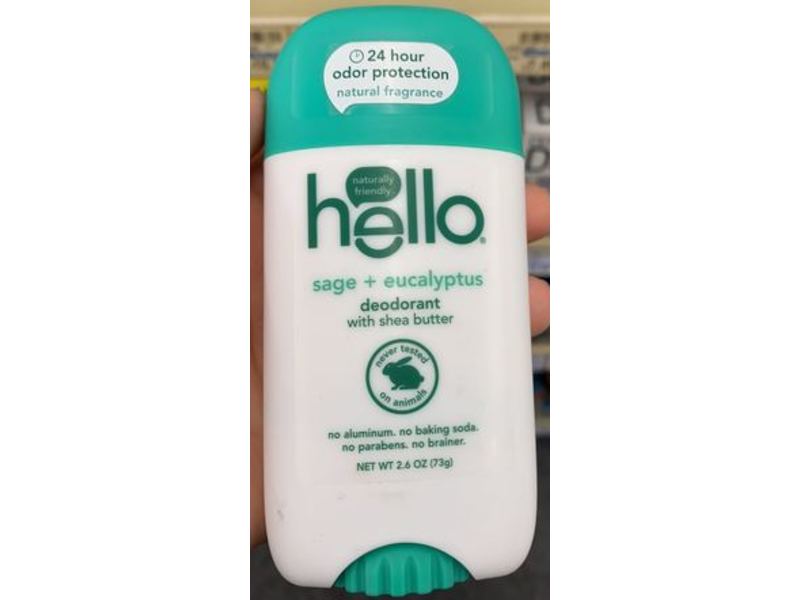 24 hour
odor protection
natural fragrance
naturally
friendly
hello®
sage + eucalyptus
deodorant
with shea butter
never tested
on animals
no aluminum. no baking soda.
no parabens. no brainer.
NET WT 2.6 OZ (73g)